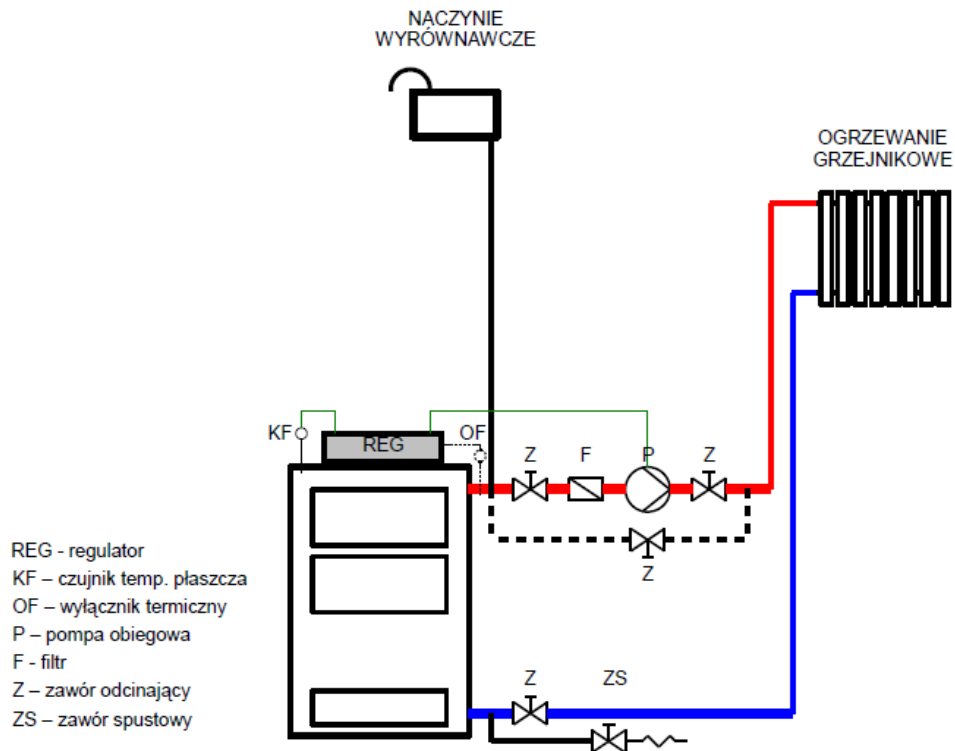 NACZYNIE
WYRÓWNAWCZE
OGRZEWANIE
GRZEJNIKOWE
KF
REG
OF
Z
F
P
Z
Z
REG - regulator
KF – czujnik temp. płaszcza
OF – wyłącznik termiczny
P – pompa obiegowa
F - filtr
Z – zawór odcinający
ZS – zawór spustowy
Z
ZS